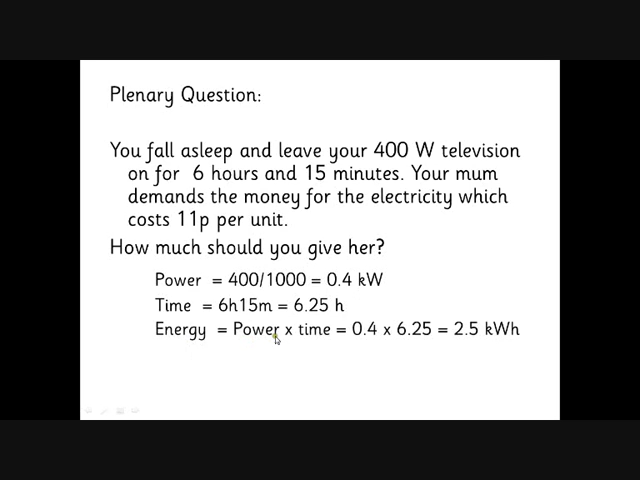 Plenary Question:
You fall asleep and leave your 400 W television
on for 6 hours and 15 minutes. Your mum
demands the money for the electricity which
costs 11p per unit.
How much should you give her?
Power = 400/1000 = 0.4 kW
Time = 6h15m = 6.25 h
Energy = Power x time = 0.4 x 6.25 = 2.5 kWh